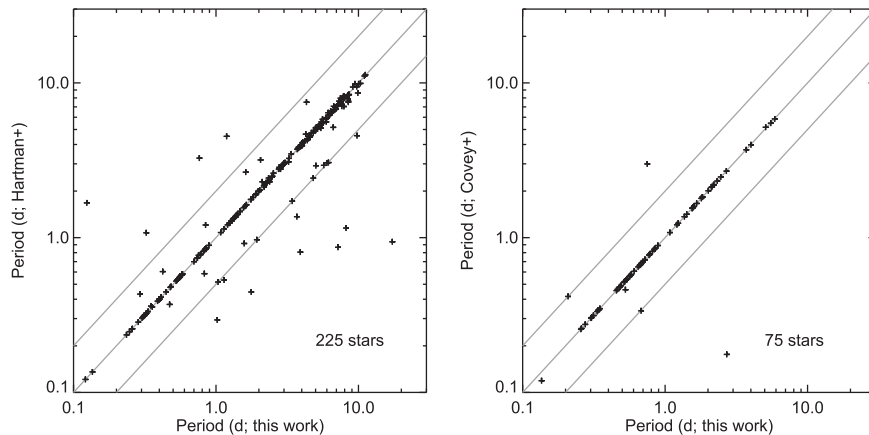 Period (d; Hartman+)
10.0
1.0
0.1
225 stars
0.1 1.0 10.0
Period (d; this work)
Period (d; Covey+)
10.0
1.0
0.1
75 stars
0.1 1.0 10.0
Period (d; this work)